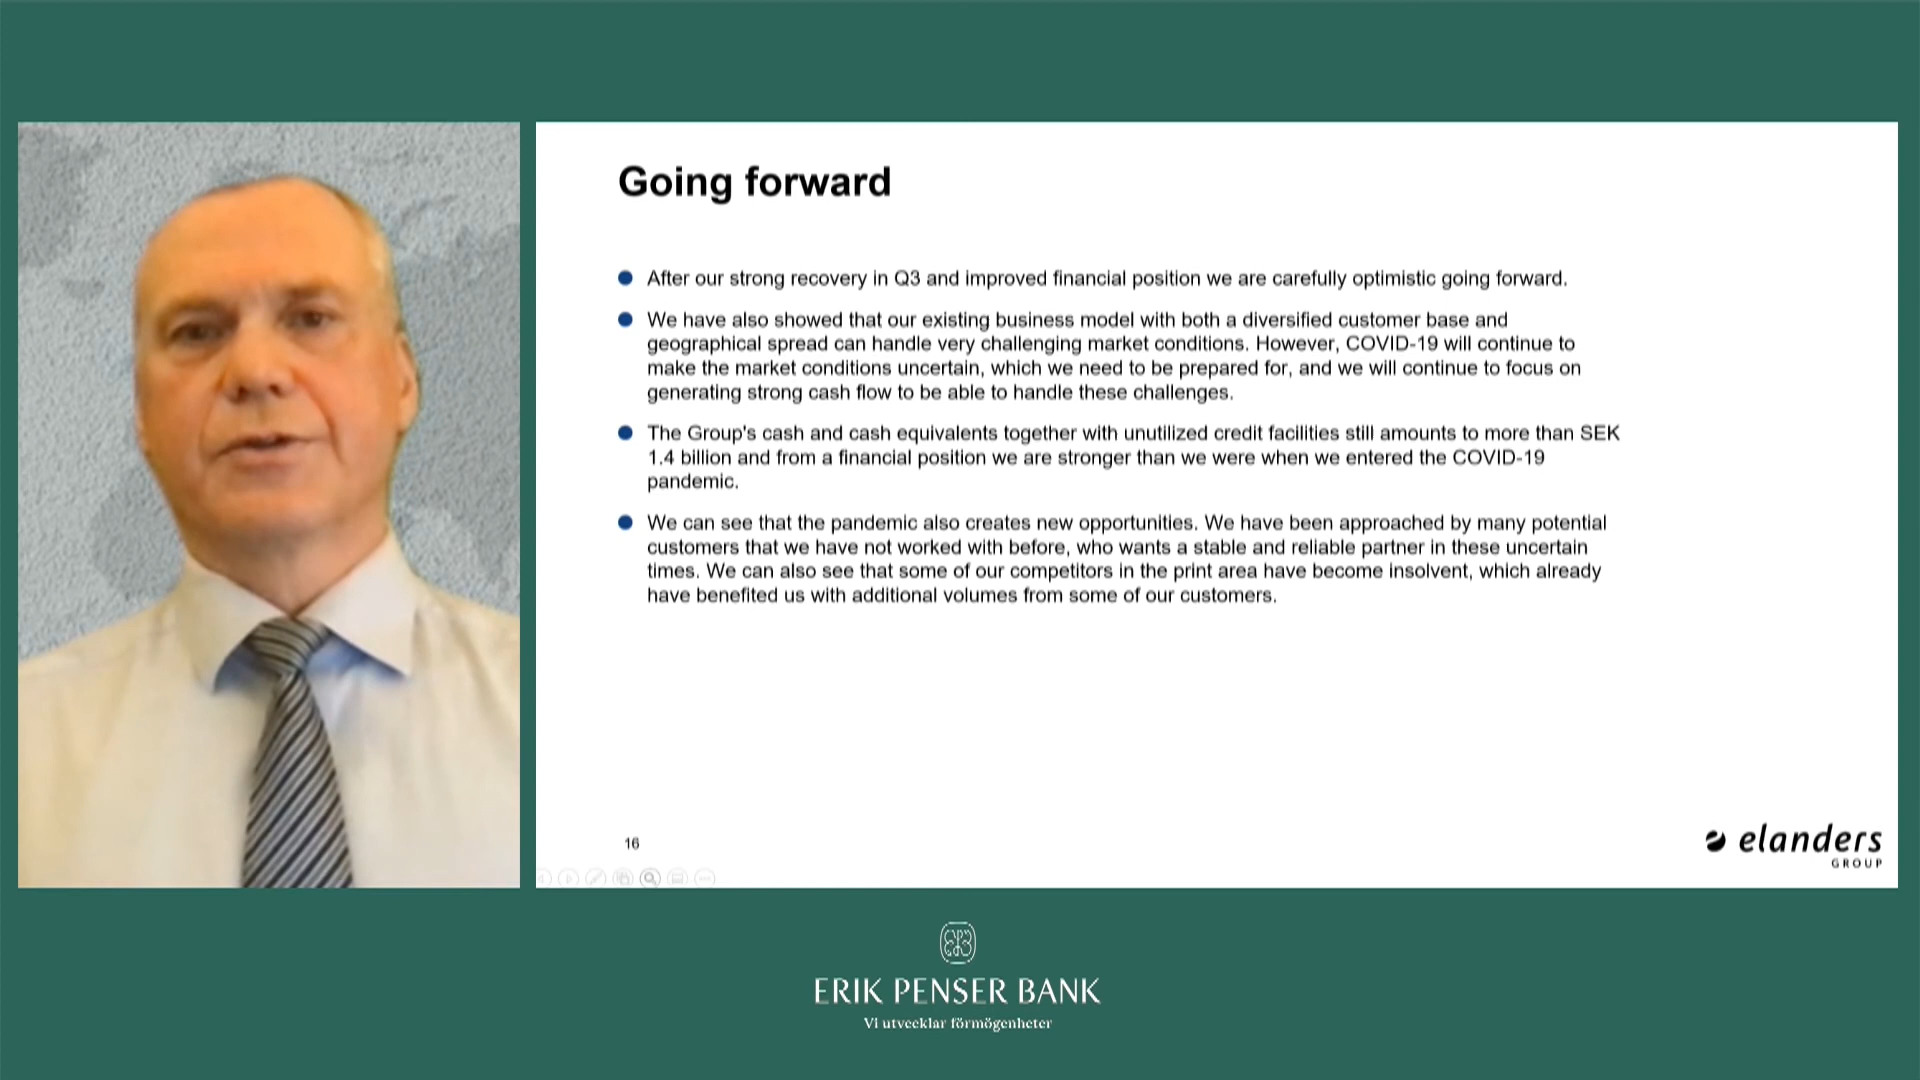 Going forward
After our strong recovery in Q3 and improved financial position we are carefully optimistic going forward.
We have also showed that our existing business model with both a diversified customer base and
geographical spread can handle very challenging market conditions. However, COVID-19 will continue to
make the market conditions uncertain, which we need to be prepared for, and we will continue to focus on
generating strong cash flow to be able to handle these challenges.
The Group's cash and cash equivalents together with unutilized credit facilities still amounts to more than SEK
1.4 billion and from a financial position we are stronger than we were when we entered the COVID-19
pandemic.
We can see that the pandemic also creates new opportunities. We have been approached by many potential
customers that we have not worked with before, who wants a stable and reliable partner in these uncertain
times. We can also see that some of our competitors in the print area have become insolvent, which already
have benefited us with additional volumes from some of our customers.
16
elanders
GROUP
ERIK PENSER BANK
Vi utvecklar förmögenheter